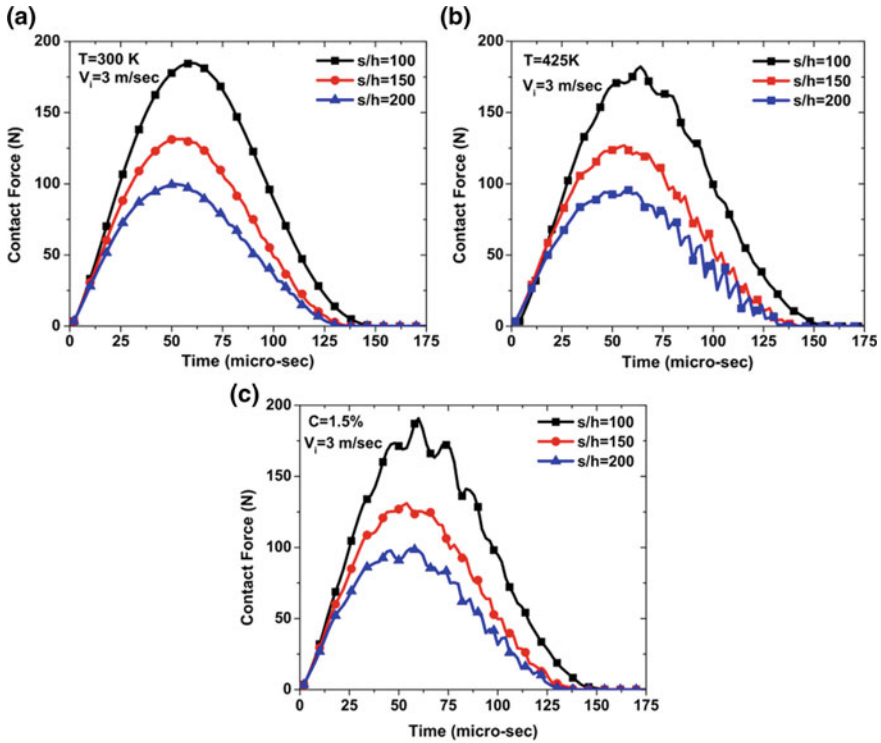 (a)
T=300 K
Vi=3 m/sec
s/h=100
s/h=150
s/h=200
200
150
100
50
0
Contact Force (N)
0 25 50 75 100 125 150 175
Time (micro-sec)
(b)
T=425K
Vi=3 m/sec
s/h=100
s/h=150
s/h=200
200
150
100
50
0
Contact Force (N)
0 25 50 75 100 125 150 175
Time (micro-sec)
(c)
C=1.5%
Vi=3 m/sec
s/h=100
s/h=150
s/h=200
200
150
100
50
0
Contact Force (N)
0 25 50 75 100 125 150 175
Time (micro-sec)